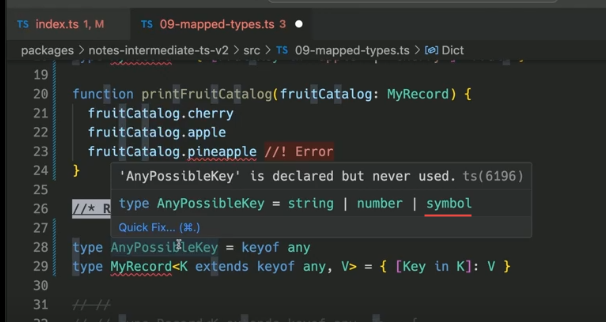 TS index.ts 1, M TS 09-mapped-types.ts 3
packages > notes-intermediate-ts-v2 > src > TS 09-mapped-types.ts > Dict
19
20 function printFruitCatalog(fruitCatalog: MyRecord) {
21 fruitCatalog.cherry
22 fruitCatalog.apple
23 fruitCatalog.pineapple //! Error
24 }
'AnyPossibleKey' is declared but never used. ts(6196)
25
type AnyPossibleKey = string | number | symbol
26 //* R
Quick Fix... (⌘.)
27
28 type AnyPossibleKey = keyof any
29 type MyRecord<K extends keyof any, V> = { [Key in K]: V }
30
31